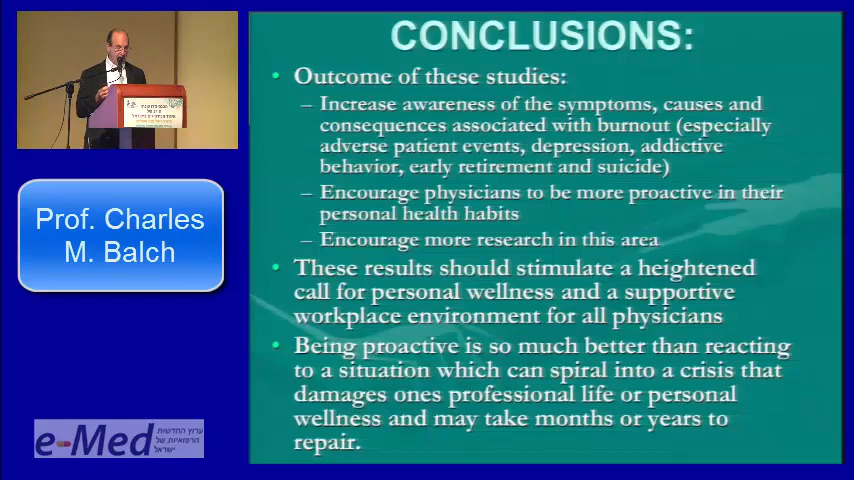 CONCLUSIONS:
• Outcome of these studies:
– Increase awareness of the symptoms, causes and
consequences associated with burnout (especially
adverse patient events, depression, addictive
behavior, early retirement and suicide)
– Encourage physicians to be more proactive in their
personal health habits
– Encourage more research in this area
• These results should stimulate a heightened
call for personal wellness and a supportive
workplace environment for all physicians
• Being proactive is so much better than reacting
to a situation which can spiral into a crisis that
damages ones professional life or personal
wellness and may take months or years to
repair.
Prof. Charles
M. Balch
e-Med
ערוץ החדשות
הרפואיות של
ישראל